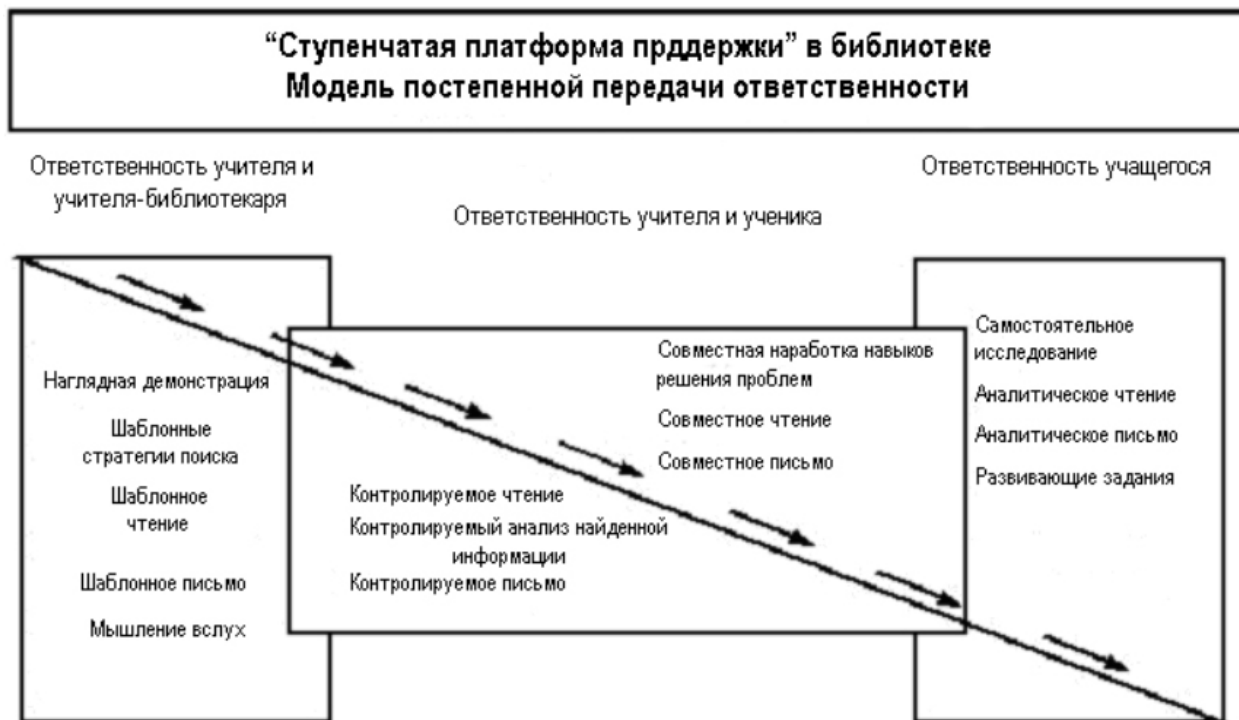 “Ступенчатая платформа прддержки” в библиотеке
Модель постепенной передачи ответственности
Ответственность учителя и
учителя-библиотекаря
Ответственность учителя и ученика
Ответственность учащегося
Наглядная демонстрация
Шаблонные
стратегии поиска
Шаблонное
чтение
Шаблонное письмо
Мышление вслух
Контролируемое чтение
Контролируемый анализ найденной
информации
Контролируемое письмо
Совместная наработка навыков
решения проблем
Совместное чтение
Совместное письмо
Самостоятельное
исследование
Аналитическое чтение
Аналитическое письмо
Развивающие задания